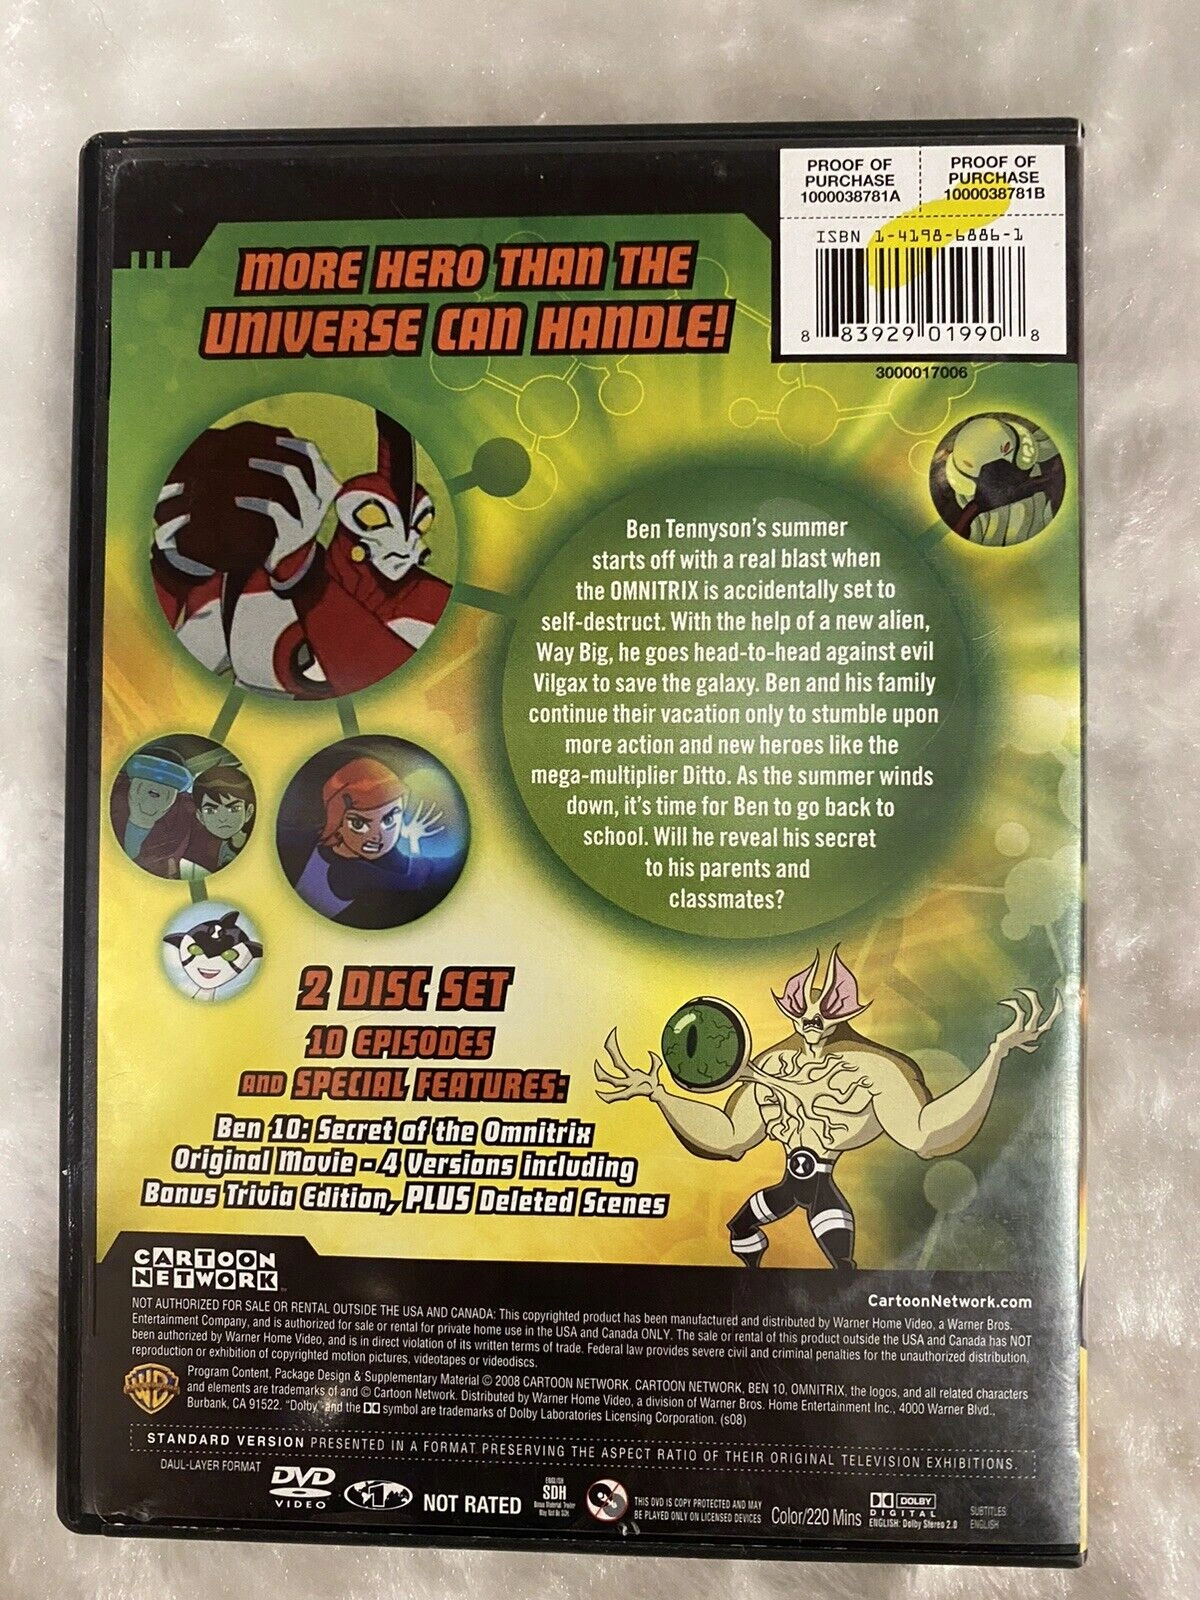 PROOF OF PURCHASE 1000038781A
PROOF OF PURCHASE 1000038781B
ISBN 1-4198-6886-1
8 83929 01990 8
3000017006
MORE HERO THAN THE
UNIVERSE CAN HANDLE!
Ben Tennyson's summer
starts off with a real blast when
the OMNITRIX is accidentally set to
self-destruct. With the help of a new alien,
Way Big, he goes head-to-head against evil
Vilgax to save the galaxy. Ben and his family
continue their vacation only to stumble upon
more action and new heroes like the
mega-multiplier Ditto. As the summer winds
down, it's time for Ben to go back to
school. Will he reveal his secret
to his parents and
classmates?
2 DISC SET
10 EPISODES
AND SPECIAL FEATURES:
Ben 10: Secret of the Omnitrix
Original Movie - 4 Versions including
Bonus Trivia Edition, PLUS Deleted Scenes
CARTOON
NETWORK
CartoonNetwork.com
NOT AUTHORIZED FOR SALE OR RENTAL OUTSIDE THE USA AND CANADA: This copyrighted product has been manufactured and distributed by Warner Home Video, a Warner Bros.
Entertainment Company, and is authorized for sale or rental for private home use in the USA and Canada ONLY. The sale or rental of this product outside the USA and Canada has NOT
been authorized by Warner Home Video, and is in direct violation of its written terms of trade. Federal law provides severe civil and criminal penalties for the unauthorized distribution,
reproduction or exhibition of copyrighted motion pictures, videotapes or videodiscs.
WB
Program Content, Package Design & Supplementary Material © 2008 CARTOON NETWORK. CARTOON NETWORK, BEN 10, OMNITRIX, the logos, and all related characters
and elements are trademarks of and © Cartoon Network. Distributed by Warner Home Video, a division of Warner Bros. Home Entertainment Inc., 4000 Warner Blvd.,
Burbank, CA 91522. "Dolby" and the DD symbol are trademarks of Dolby Laboratories Licensing Corporation. (s08)
STANDARD VERSION PRESENTED IN A FORMAT PRESERVING THE ASPECT RATIO OF THEIR ORIGINAL TELEVISION EXHIBITIONS.
DAUL-LAYER FORMAT
DVD
VIDEO
1
NOT RATED
ENGLISH
SDH
Bonus Material Trailer
May Not Be SDH
THIS DVD IS COPY PROTECTED AND MAY
BE PLAYED ONLY ON LICENSED DEVICES
Color/220 Mins
DOLBY
DIGITAL
ENGLISH: Dolby Stereo 2.0
SUBTITLES
ENGLISH